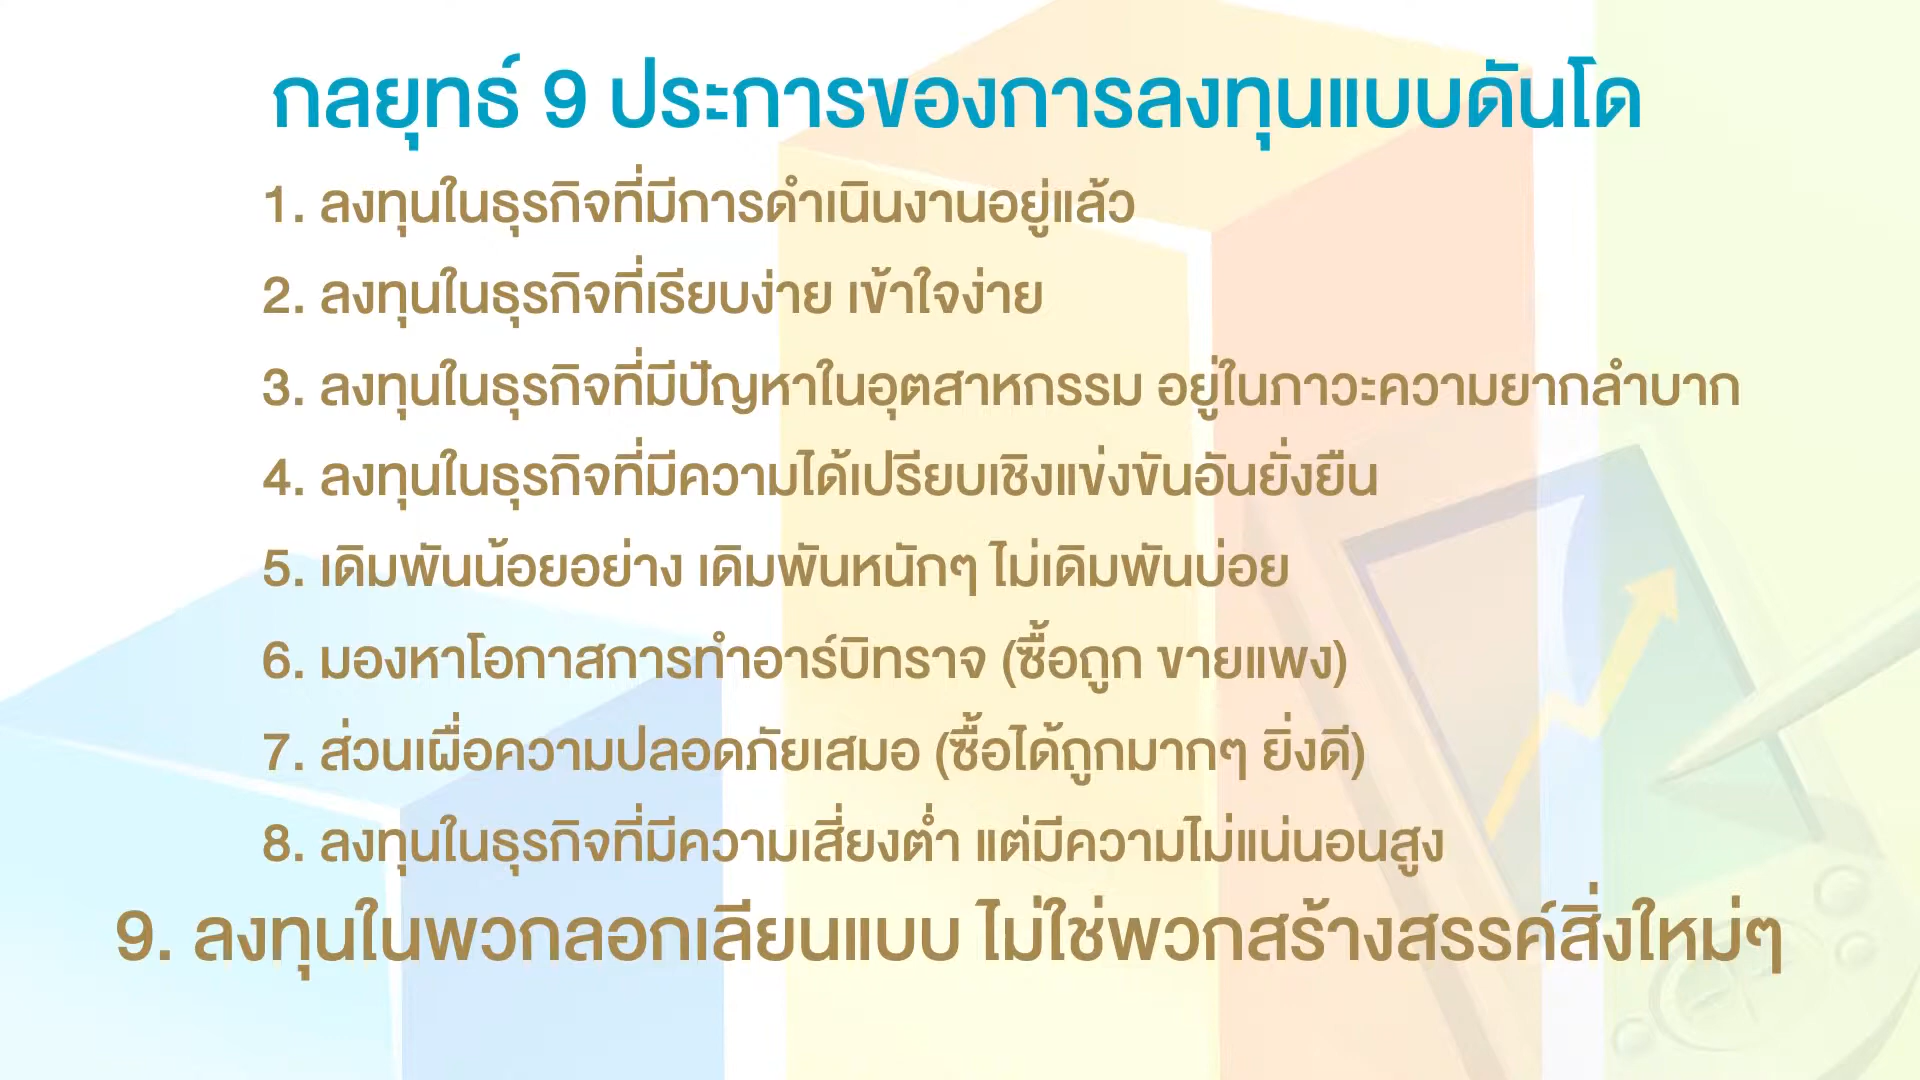 กลยุทธ์ 9 ประการของการลงทุนแบบดันโด
1. ลงทุนในธุรกิจที่มีการดำเนินงานอยู่แล้ว
2. ลงทุนในธุรกิจที่เรียบง่าย เข้าใจง่าย
3. ลงทุนในธุรกิจที่มีปัญหาในอุตสาหกรรม อยู่ในภาวะความยากลำบาก
4. ลงทุนในธุรกิจที่มีความได้เปรียบเชิงแข่งขันอันยั่งยืน
5. เดิมพันน้อยอย่าง เดิมพันหนักๆ ไม่เดิมพันบ่อย
6. มองหาโอกาสการทำอาร์บิทราจ (ซื้อถูก ขายแพง)
7. ส่วนเผื่อความปลอดภัยเสมอ (ซื้อได้ถูกมากๆ ยิ่งดี)
8. ลงทุนในธุรกิจที่มีความเสี่ยงต่ำ แต่มีความไม่แน่นอนสูง
9. ลงทุนในพวกลอกเลียนแบบ ไม่ใช่พวกสร้างสรรค์สิ่งใหม่ๆ